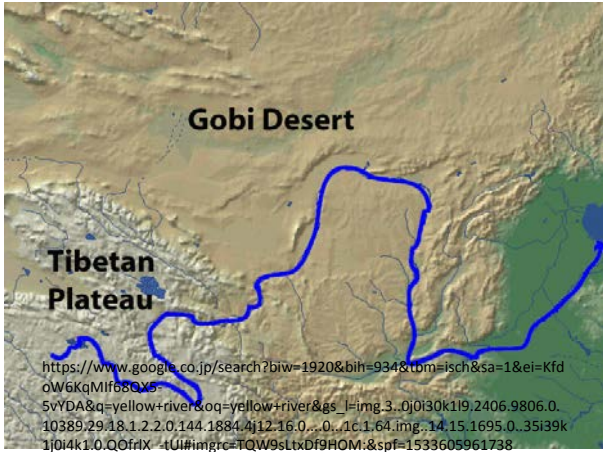 Gobi Desert
Tibetan
Plateau
https://www.google.co.jp/search?biw=1920&bih=934&tbm=isch&sa=1&ei=Kfd
oW6KqMIf68QX5-
5vYDA&q=yellow+river&oq=yellow+river&gs_l=img.3..0j0i30k1l9.2406.9806.0.
10389.29.18.1.2.2.0.144.1884.4j12.16.0....0...1c.1.64.img..14.15.1695.0..35i39k
1j0i4k1.0.QOfrIX_-tUI#imgrc=TQW9sLtxDf9HOM:&spf=1533605961738